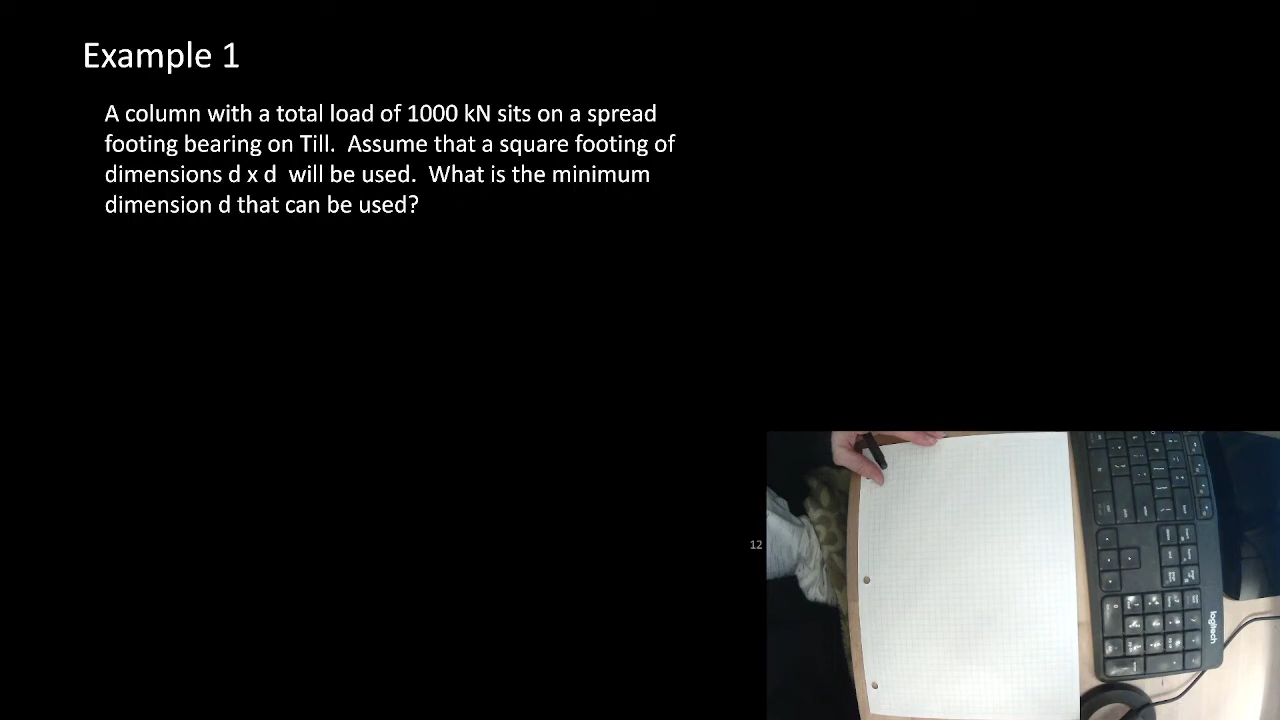 Example 1
A column with a total load of 1000 kN sits on a spread
footing bearing on Till.  Assume that a square footing of
dimensions d x d  will be used.  What is the minimum
dimension d that can be used?
12
logitech